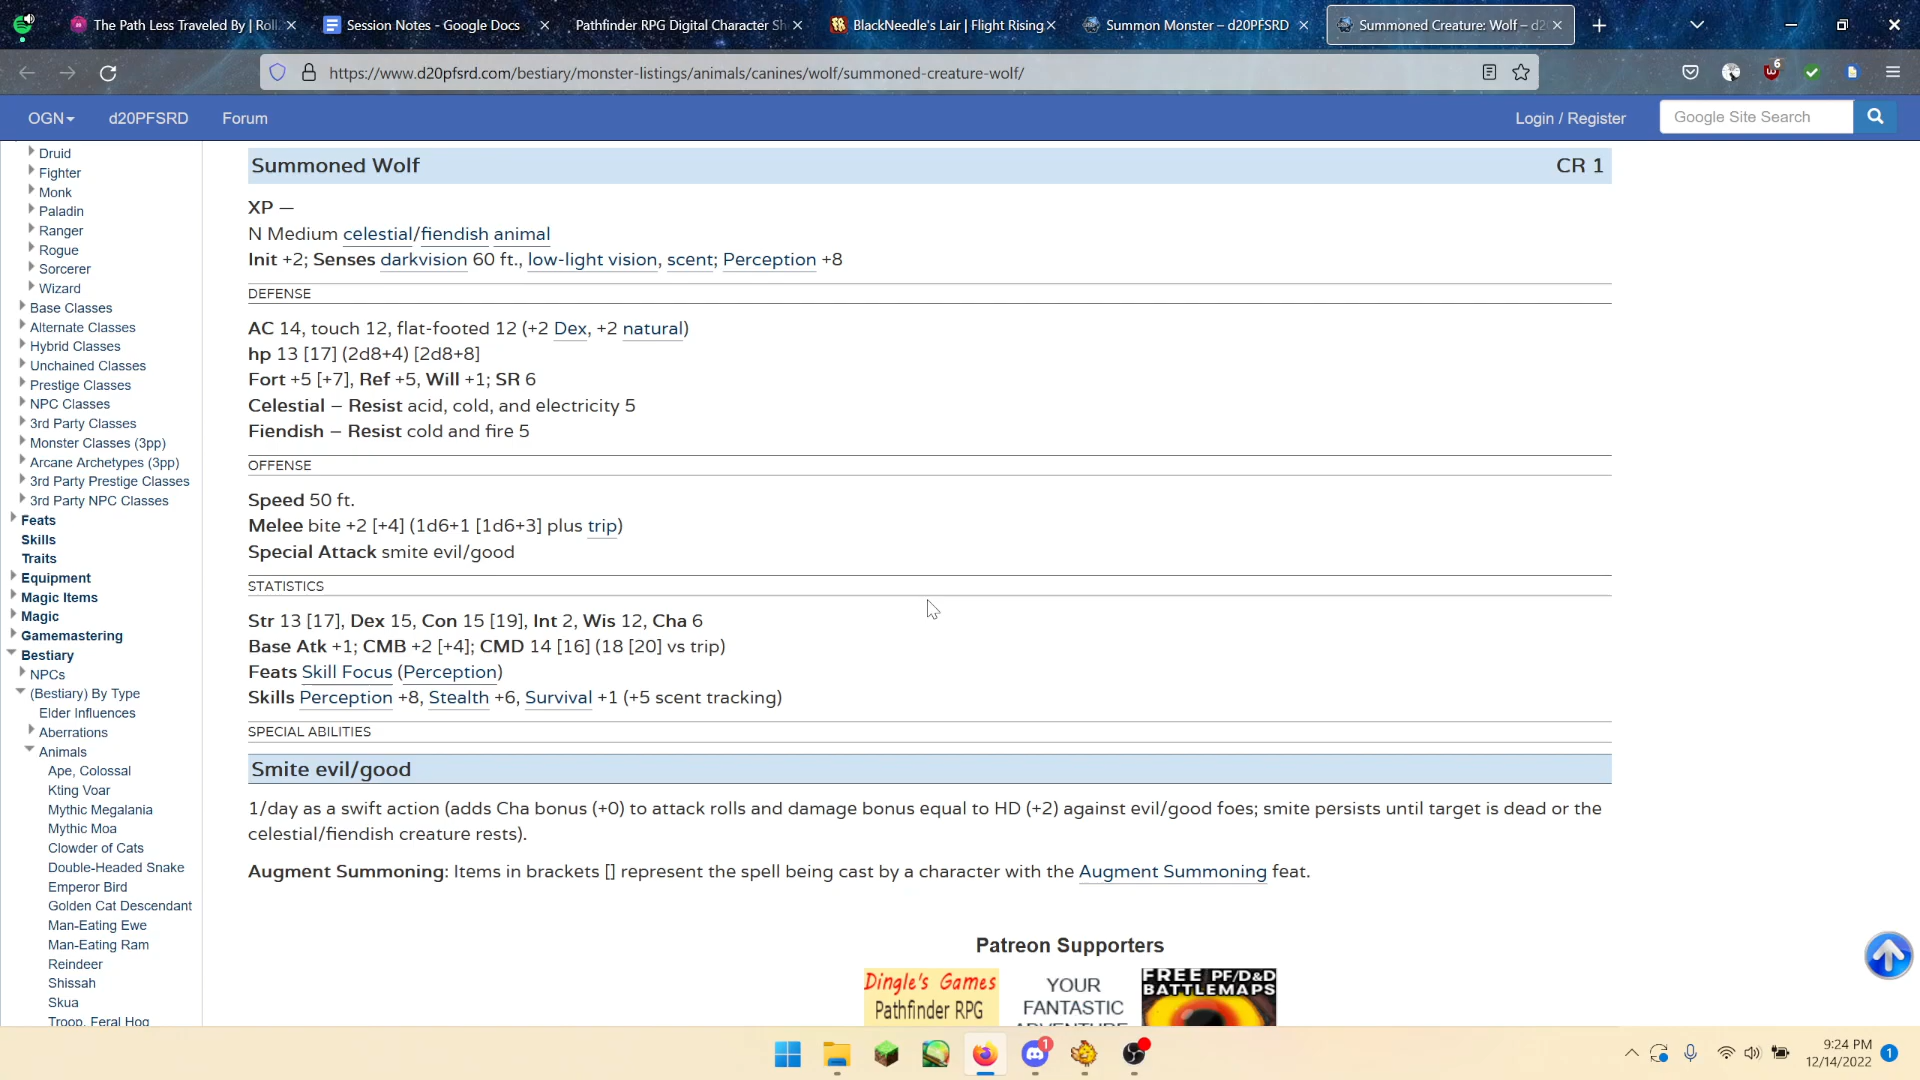 The Path Less Traveled By | Roll
Session Notes - Google Docs
Pathfinder RPG Digital Character Sh
BlackNeedle's Lair | Flight Rising
Summon Monster – d20PFSRD
Summoned Creature: Wolf – d2
https://www.d20pfsrd.com/bestiary/monster-listings/animals/canines/wolf/summoned-creature-wolf/
6
OGN
d20PFSRD
Forum
Login / Register
Google Site Search
Druid
Fighter
Monk
Paladin
Ranger
Rogue
Sorcerer
Wizard
Base Classes
Alternate Classes
Hybrid Classes
Unchained Classes
Prestige Classes
NPC Classes
3rd Party Classes
Monster Classes (3pp)
Arcane Archetypes (3pp)
3rd Party Prestige Classes
3rd Party NPC Classes
Feats
Skills
Traits
Equipment
Magic Items
Magic
Gamemastering
Bestiary
NPCs
(Bestiary) By Type
Elder Influences
Aberrations
Animals
Ape, Colossal
Kting Voar
Mythic Megalania
Mythic Moa
Clowder of Cats
Double-Headed Snake
Emperor Bird
Golden Cat Descendant
Man-Eating Ewe
Man-Eating Ram
Reindeer
Shissah
Skua
Troop, Feral Hog
Summoned Wolf CR 1
XP —
N Medium celestial/fiendish animal
Init +2; Senses darkvision 60 ft., low-light vision, scent; Perception +8
DEFENSE
AC 14, touch 12, flat-footed 12 (+2 Dex, +2 natural)
hp 13 [17] (2d8+4) [2d8+8]
Fort +5 [+7], Ref +5, Will +1; SR 6
Celestial – Resist acid, cold, and electricity 5
Fiendish – Resist cold and fire 5
OFFENSE
Speed 50 ft.
Melee bite +2 [+4] (1d6+1 [1d6+3] plus trip)
Special Attack smite evil/good
STATISTICS
Str 13 [17], Dex 15, Con 15 [19], Int 2, Wis 12, Cha 6
Base Atk +1; CMB +2 [+4]; CMD 14 [16] (18 [20] vs trip)
Feats Skill Focus (Perception)
Skills Perception +8, Stealth +6, Survival +1 (+5 scent tracking)
SPECIAL ABILITIES
Smite evil/good
1/day as a swift action (adds Cha bonus (+0) to attack rolls and damage bonus equal to HD (+2) against evil/good foes; smite persists until target is dead or the
celestial/fiendish creature rests).
Augment Summoning: Items in brackets [] represent the spell being cast by a character with the Augment Summoning feat.
Patreon Supporters
Dingle's Games
Pathfinder RPG
YOUR
FANTASTIC
ADVENTURE
FREE PF/D&D
BATTLEMAPS
1
9:24 PM
12/14/2022
1